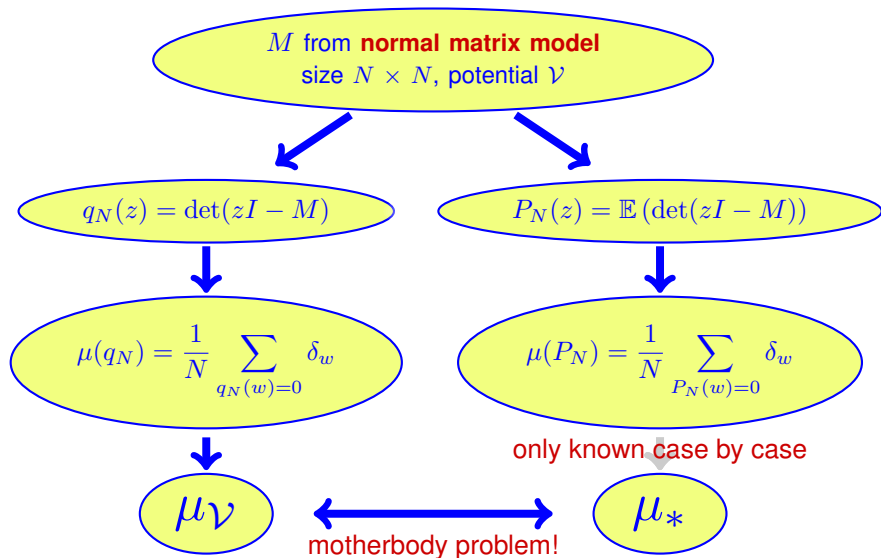 M from normal matrix model
size N × N, potential 𝒱
q_N(z) = det(zI − M)
P_N(z) = 𝔼 (det(zI − M))
μ(q_N) = 1/N ∑_{q_N(w)=0} δ_w
μ(P_N) = 1/N ∑_{P_N(w)=0} δ_w
only known case by case
μ_𝒱
μ_*
motherbody problem!